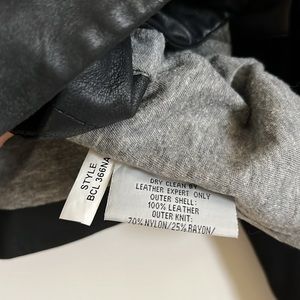 STYLE
BCL 366NA
DRY CLEAN BY
LEATHER EXPERT ONLY
OUTER SHELL:
100% LEATHER
OUTER KNIT:
70% NYLON/25% RAYON/